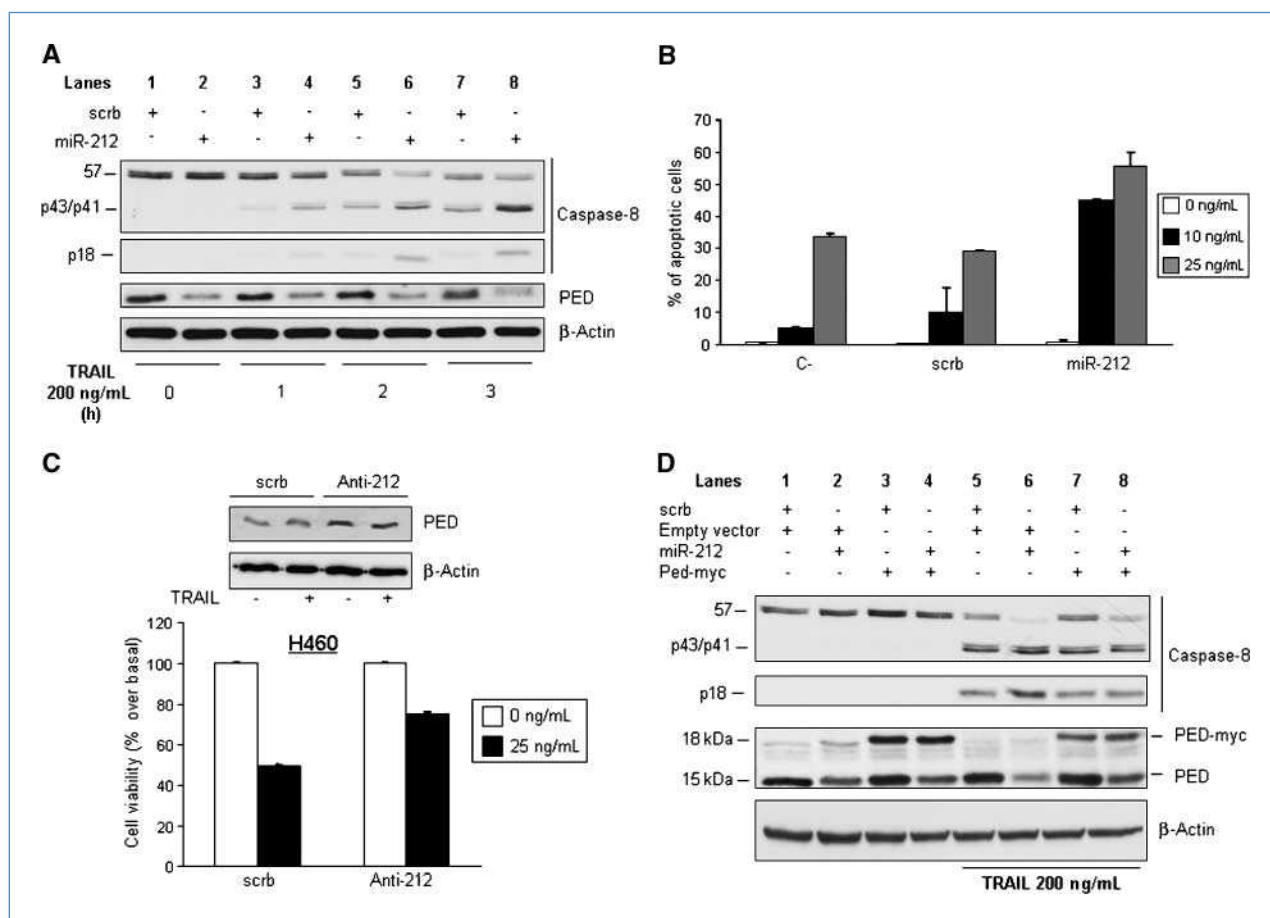 A
Lanes 1 2 3 4 5 6 7 8
scrb + - + - + - + -
miR-212 - + - + - + - +
57
p43/p41
Caspase-8
p18
PED
β-Actin
TRAIL
200 ng/mL 0 1 2 3
(h)
B
% of apoptotic cells
70
60
50
40
30
20
10
0
C- scrb miR-212
0 ng/mL
10 ng/mL
25 ng/mL
C
scrb Anti-212
PED
β-Actin
TRAIL - + - +
H460
Cell viability (% over basal)
120
100
80
60
40
20
0
scrb Anti-212
0 ng/mL
25 ng/mL
D
Lanes 1 2 3 4 5 6 7 8
scrb + - + - + - + -
Empty vector + + - - + + - -
miR-212 - + - + - + - +
Ped-myc - - + + - - + +
57
p43/p41
Caspase-8
p18
18 kDa PED-myc
15 kDa PED
β-Actin
TRAIL 200 ng/mL